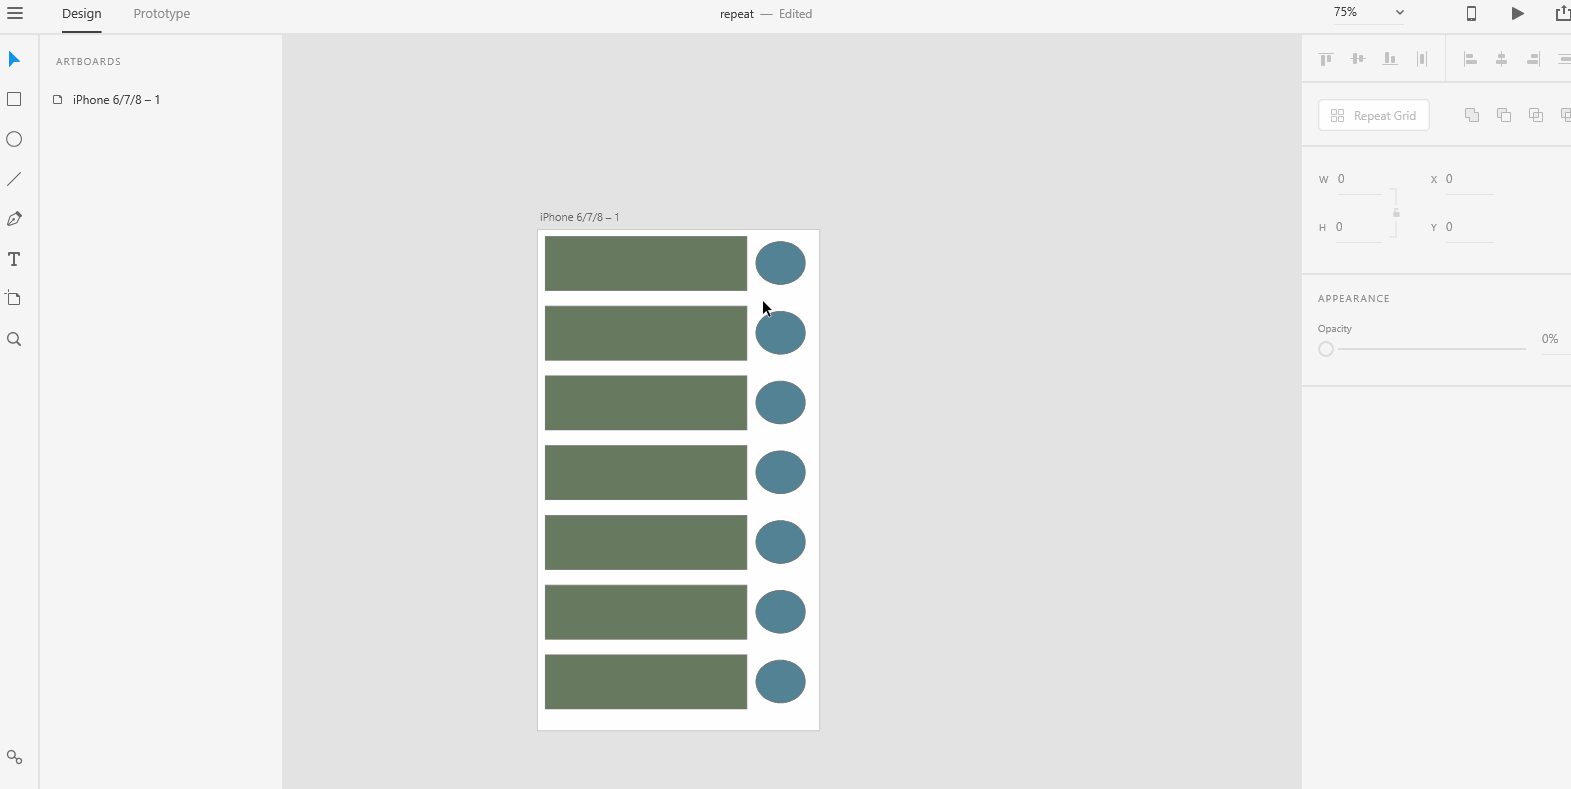 Design Prototype repeat — Edited 75%
ARTBOARDS
iPhone 6/7/8 – 1
Repeat Grid
W 0 X 0
iPhone 6/7/8 – 1
H 0 Y 0
APPEARANCE
Opacity
0%